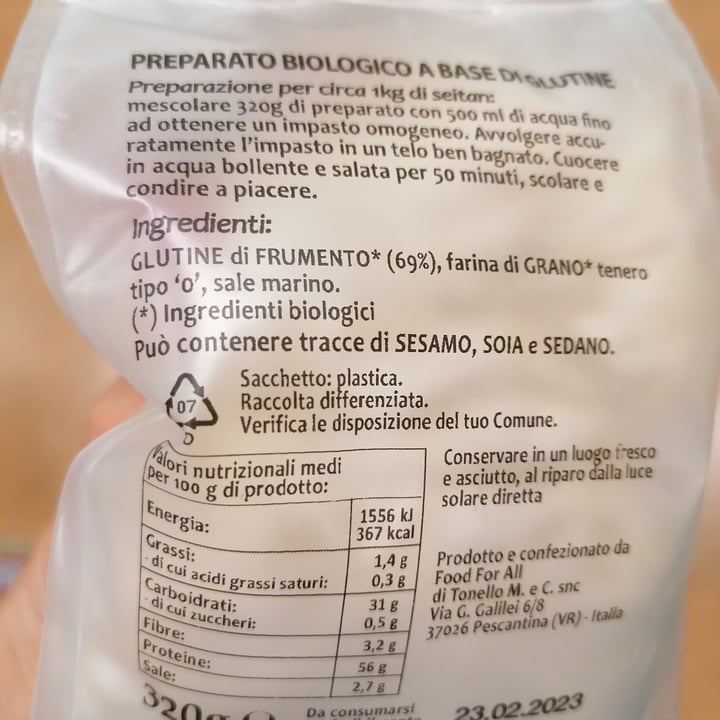 PREPARATO BIOLOGICO A BASE DI GLUTINE
Preparazione per circa 1kg di seitan:
mescolare 320g di preparato con 500 ml di acqua fino
ad ottenere un impasto omogeneo. Avvolgere accu-
ratamente l'impasto in un telo ben bagnato. Cuocere
in acqua bollente e salata per 50 minuti, scolare e
condire a piacere.
Ingredienti:
GLUTINE di FRUMENTO* (69%), farina di GRANO* tenero
tipo 'o', sale marino.
(*) Ingredienti biologici
Può contenere tracce di SESAMO, SOIA e SEDANO.
07
D
Sacchetto: plastica.
Raccolta differenziata.
Verifica le disposizione del tuo Comune.
Valori nutrizionali medi
per 100 g di prodotto:
Energia: 1556 kJ
367 kcal
Grassi: 1,4 g
- di cui acidi grassi saturi: 0,3 g
Carboidrati: 31 g
- di cui zuccheri: 0,5 g
Fibre: 3,2 g
Proteine: 56 g
Sale: 2,7 g
Conservare in un luogo fresco
e asciutto, al riparo dalla luce
solare diretta
Prodotto e confezionato da
Food For All
di Tonello M. e C. snc
Via G. Galilei 6/8
37026 Pescantina (VR) - Italia
320g
Da consumarsi
23.02.2023